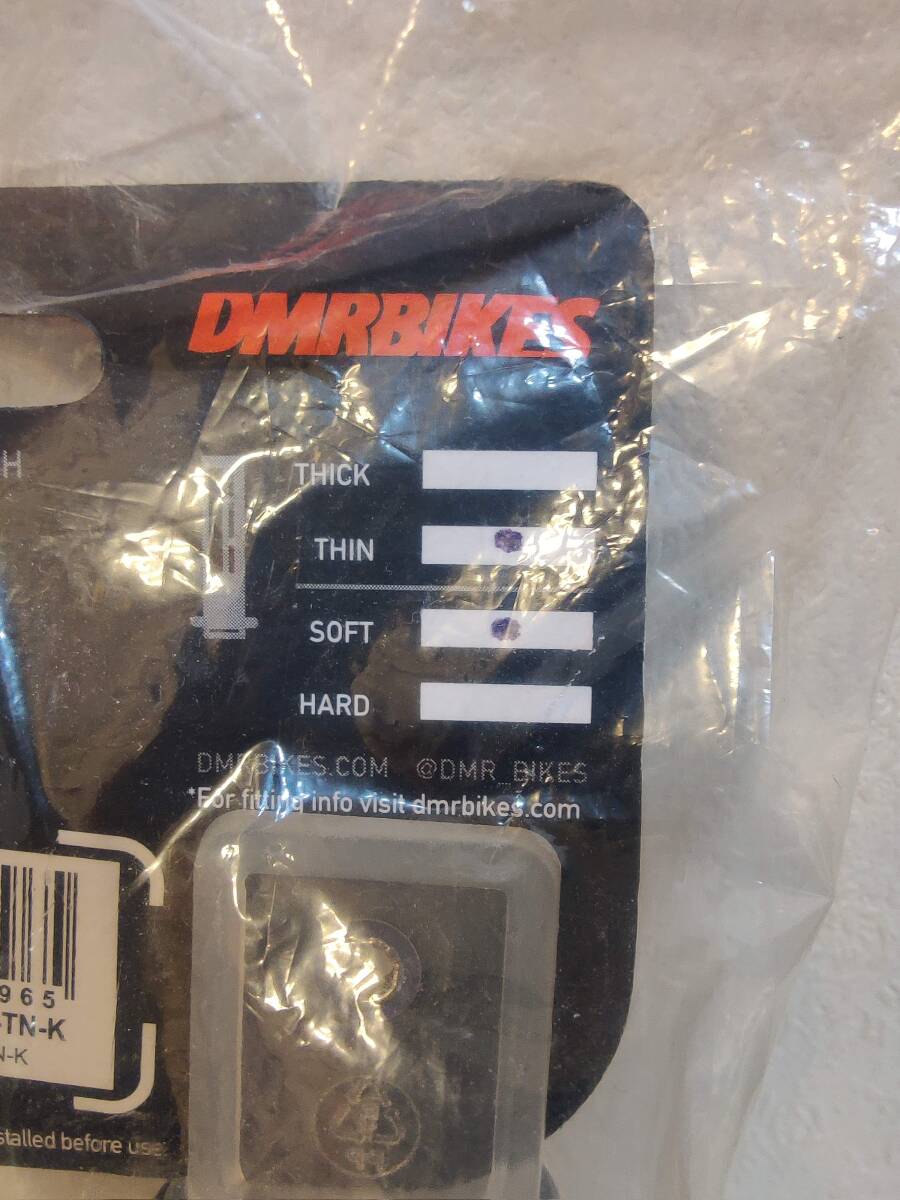 DMRBIKES
H
THICK
THIN
SOFT
HARD
DMRBIKES.COM @DMR_BIKES
*For fitting info visit dmrbikes.com
965
-TN-K
N-K
stalled before use